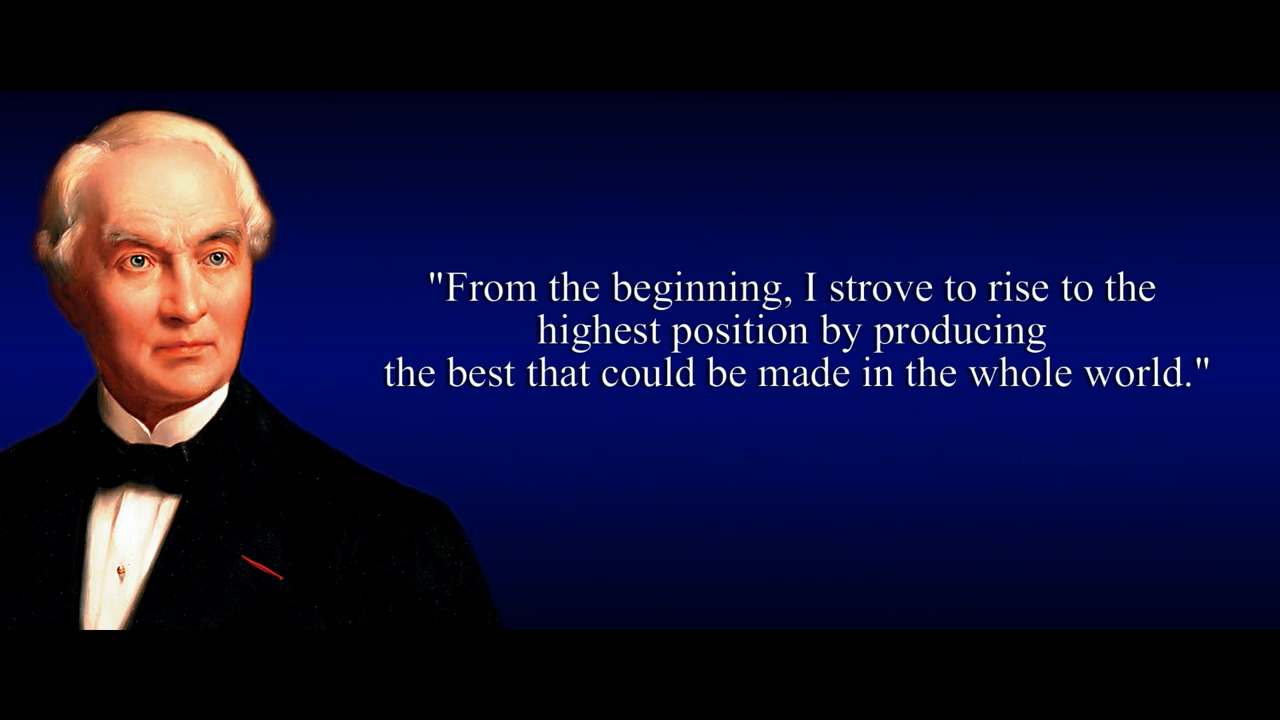 "From the beginning, I strove to rise to the
highest position by producing
the best that could be made in the whole world."